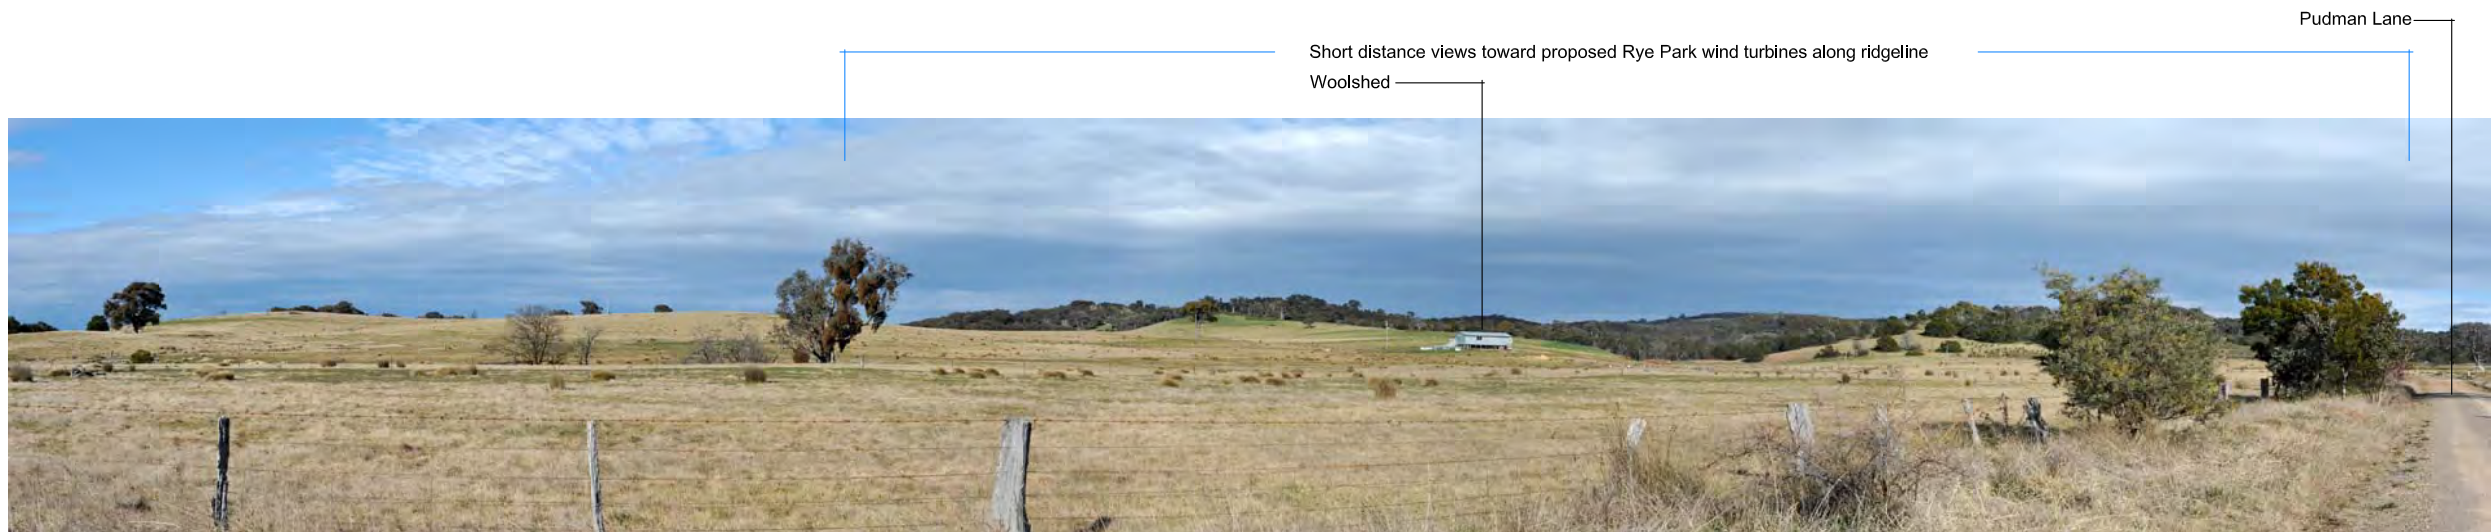 Pudman Lane
Short distance views toward proposed Rye Park wind turbines along ridgeline
Woolshed